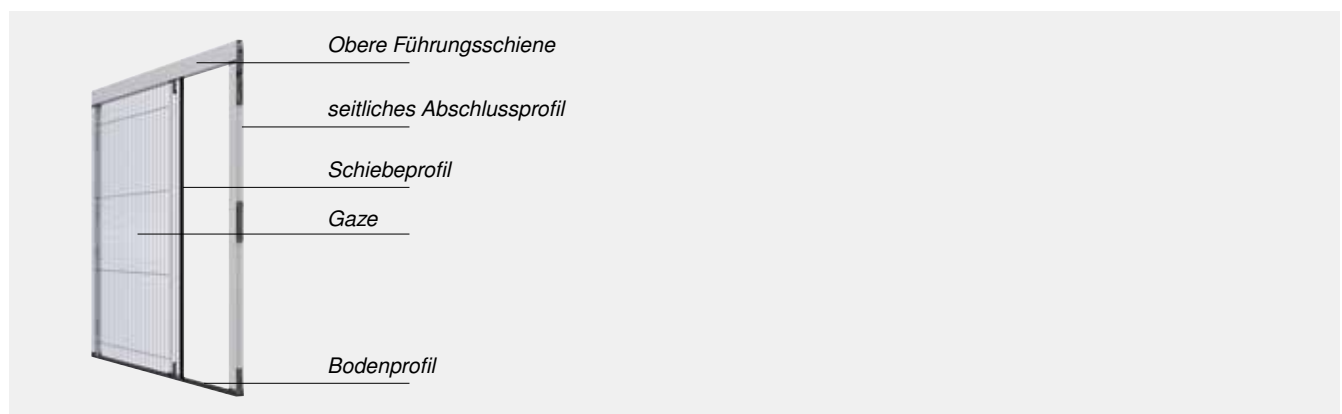 Obere Führungsschiene
seitliches Abschlussprofil
Schiebeprofil
Gaze
Bodenprofil